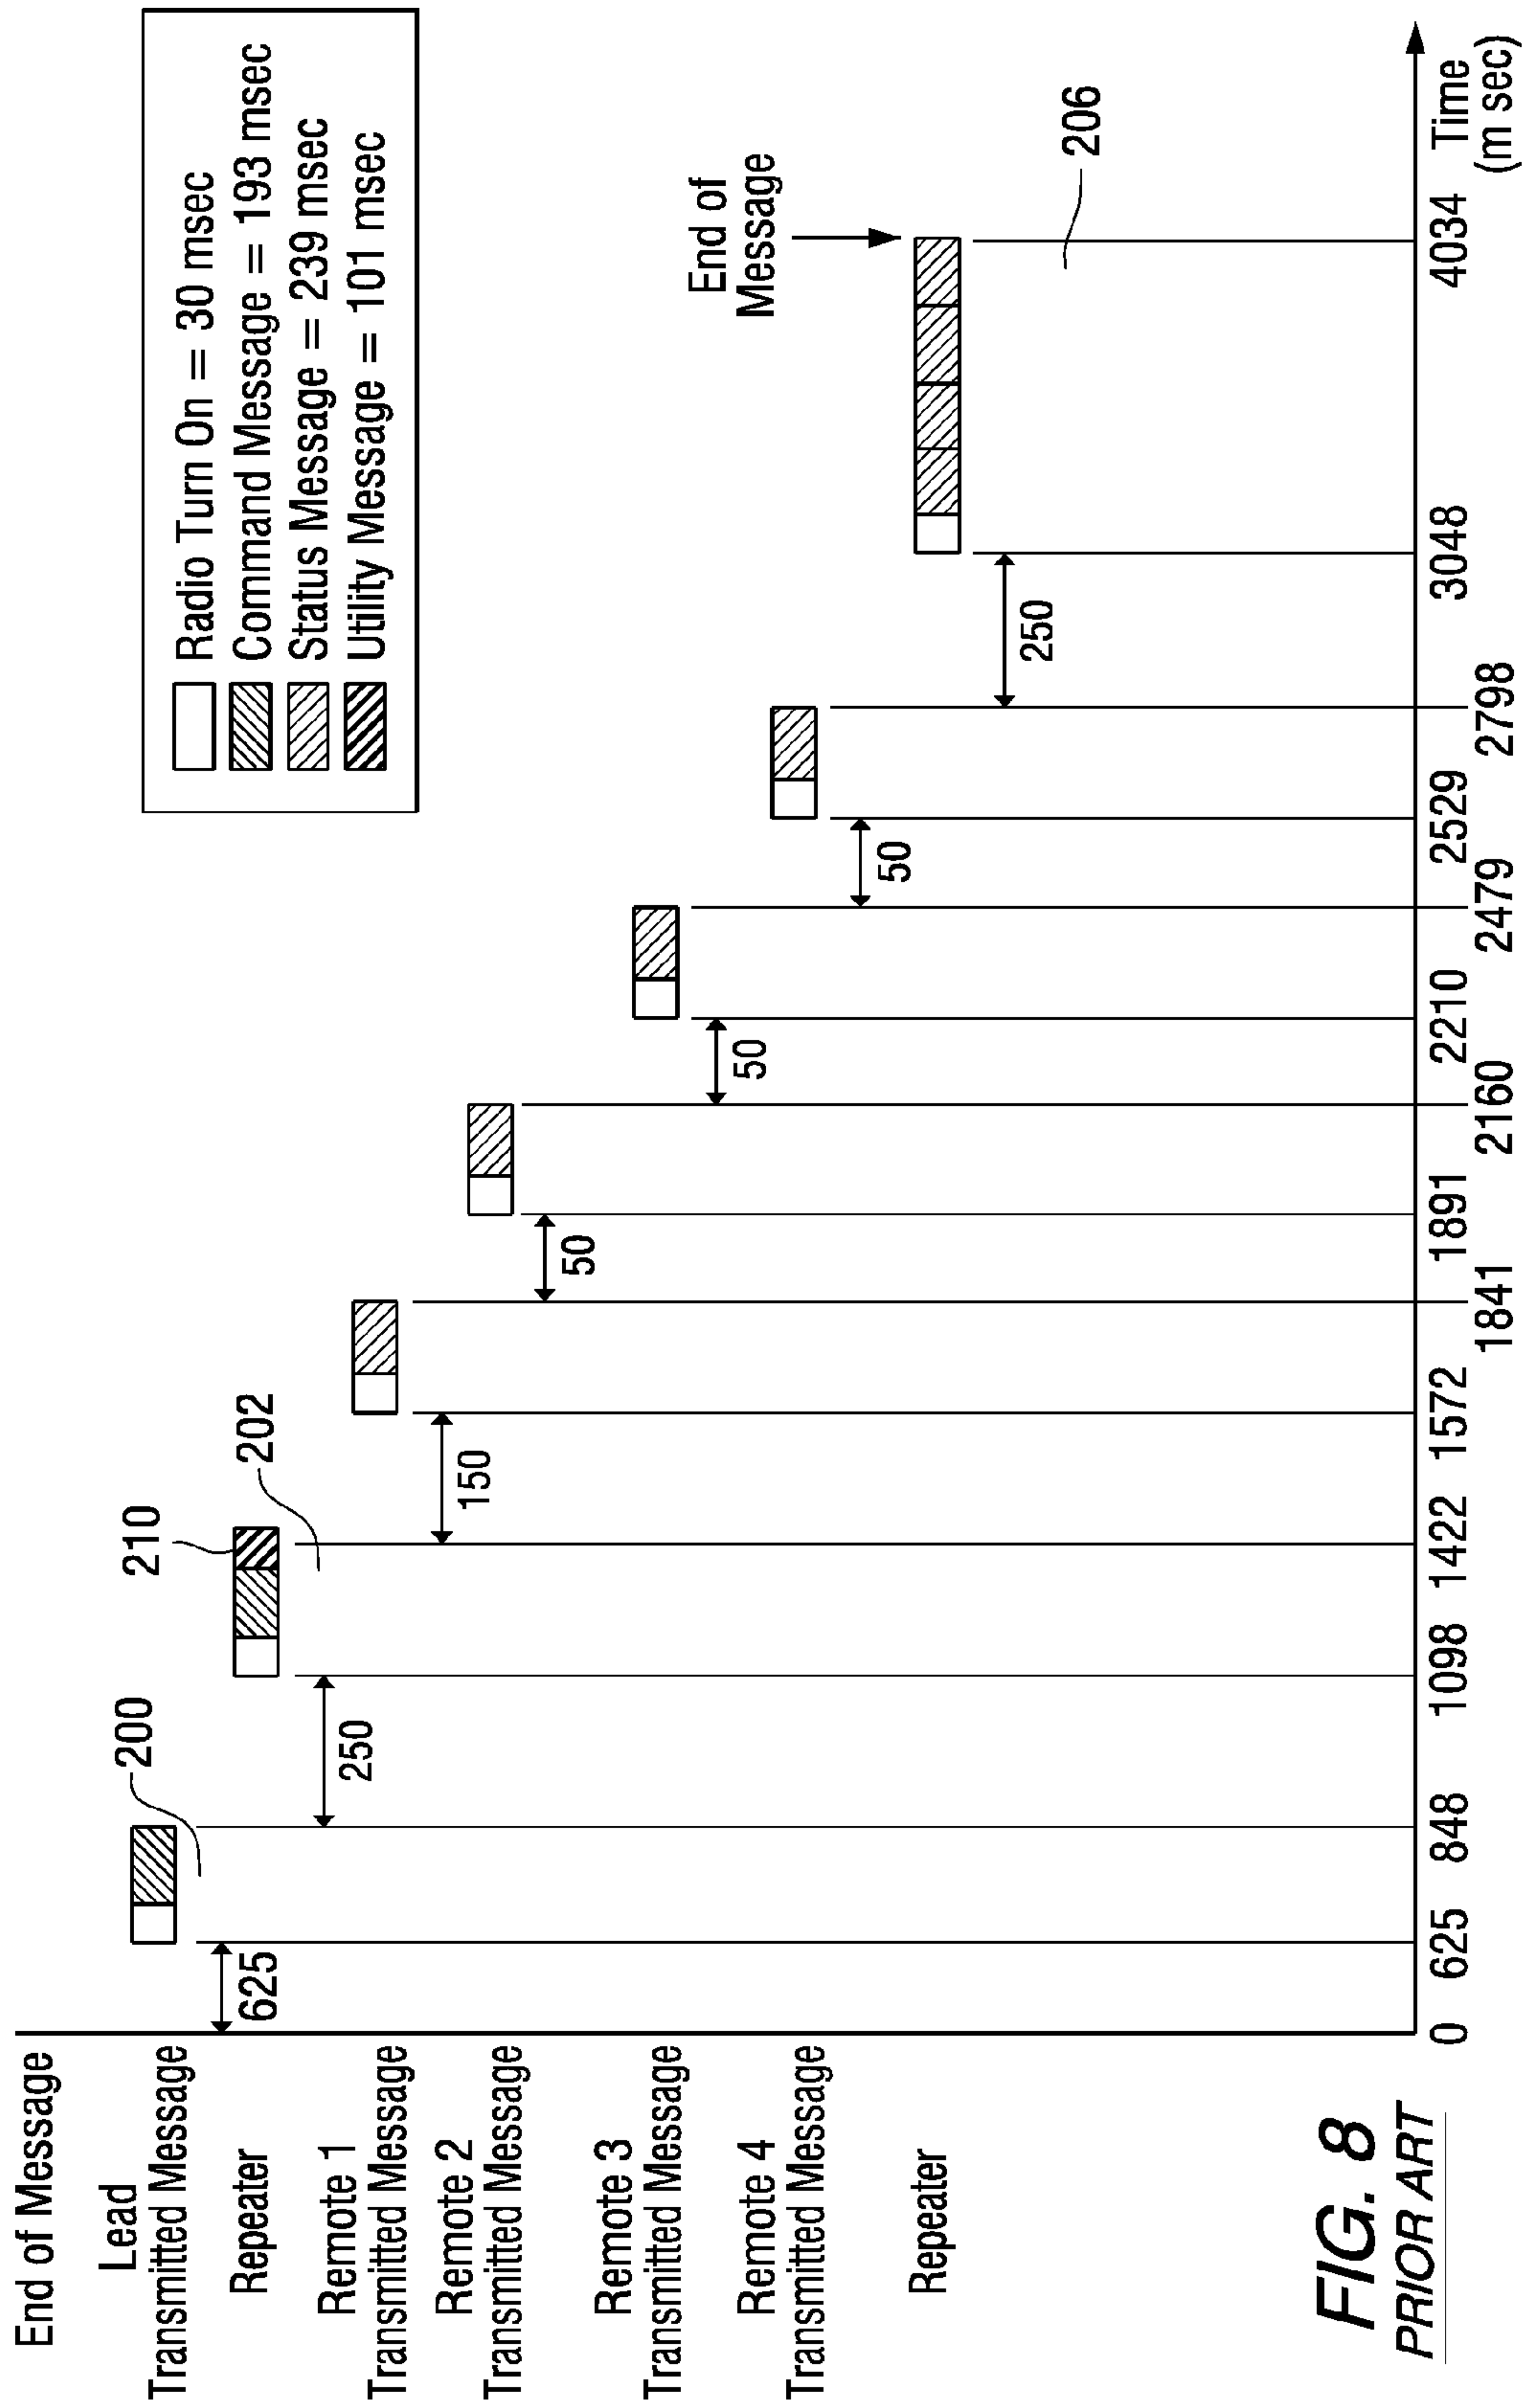 End of Message
Lead
Transmitted Message
Repeater
Remote 1
Transmitted Message
Remote 2
Transmitted Message
Remote 3
Transmitted Message
Remote 4
Transmitted Message
Repeater
Radio Turn On = 30 msec
Command Message = 193 msec
Status Message = 239 msec
Utility Message = 101 msec
200
210
202
625
250
150
50
50
50
250
End of
Message
206
0 625 848 1098 1422 1572 1841 1891 2160 2210 2479 2529 2798 3048 4034
Time
(m sec)
FIG. 8
PRIOR ART